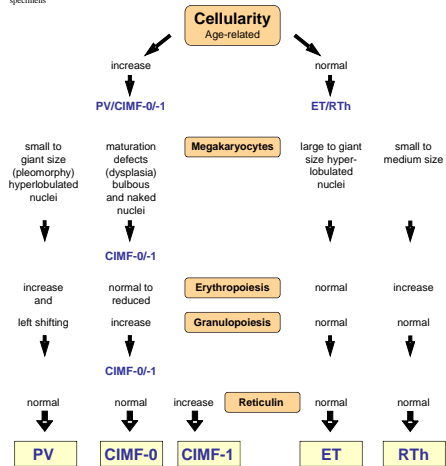 specimens
Cellularity
Age-related
increase
normal
PV/CIMF-0/-1
ET/RTh
small to
giant size
(pleomorphy)
hyperlobulated
nuclei
maturation
defects
(dysplasia)
bulbous
and naked
nuclei
Megakaryocytes
large to giant
size hyper-
lobulated
nuclei
small to
medium size
CIMF-0/-1
increase
and
normal to
reduced
Erythropoiesis
normal
increase
left shifting
increase
Granulopoiesis
normal
normal
CIMF-0/-1
normal
normal
increase
Reticulin
normal
normal
PV
CIMF-0
CIMF-1
ET
RTh